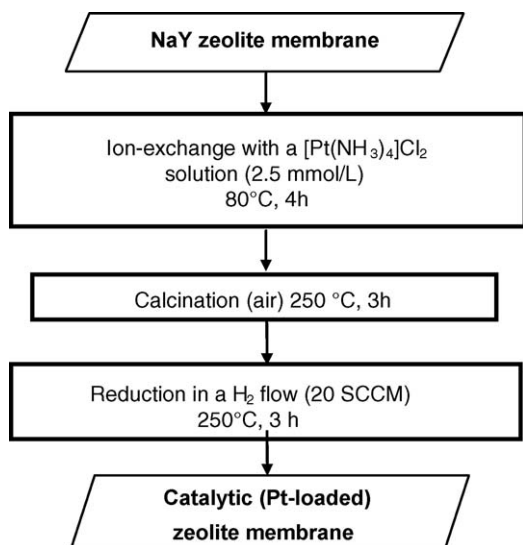 NaY zeolite membrane
Ion-exchange with a [Pt(NH₃)₄]Cl₂
solution (2.5 mmol/L)
80°C, 4h
Calcination (air) 250 °C, 3h
Reduction in a H₂ flow (20 SCCM)
250°C, 3 h
Catalytic (Pt-loaded)
zeolite membrane